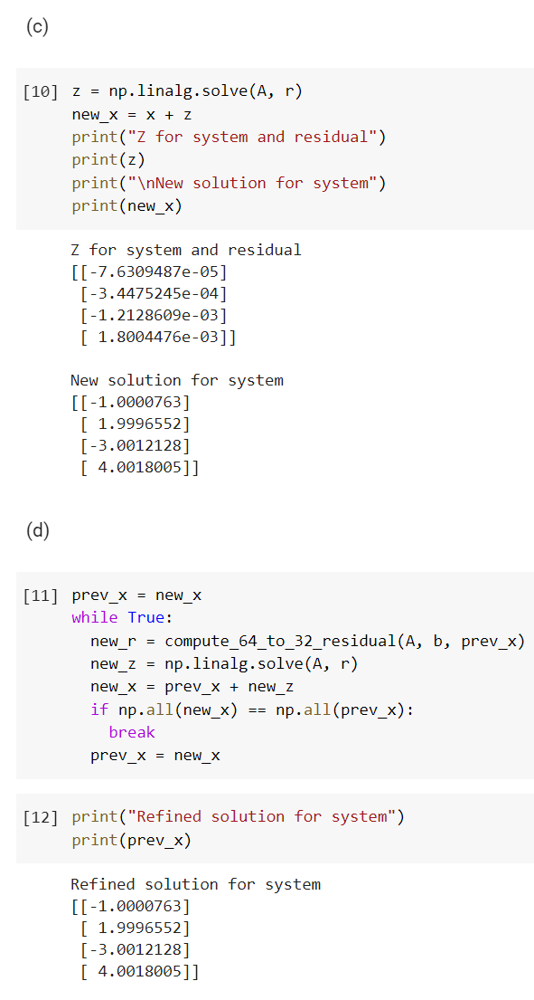 (c)
[10] z = np.linalg.solve(A, r)
new_x = x + z
print("Z for system and residual")
print(z)
print("\nNew solution for system")
print(new_x)
Z for system and residual
[[-7.6309487e-05]
 [-3.4475245e-04]
 [-1.2128609e-03]
 [ 1.8004476e-03]]
New solution for system
[[-1.0000763]
 [ 1.9996552]
 [-3.0012128]
 [ 4.0018005]]
(d)
[11] prev_x = new_x
while True:
  new_r = compute_64_to_32_residual(A, b, prev_x)
  new_z = np.linalg.solve(A, r)
  new_x = prev_x + new_z
  if np.all(new_x) == np.all(prev_x):
    break
  prev_x = new_x
[12] print("Refined solution for system")
print(prev_x)
Refined solution for system
[[-1.0000763]
 [ 1.9996552]
 [-3.0012128]
 [ 4.0018005]]